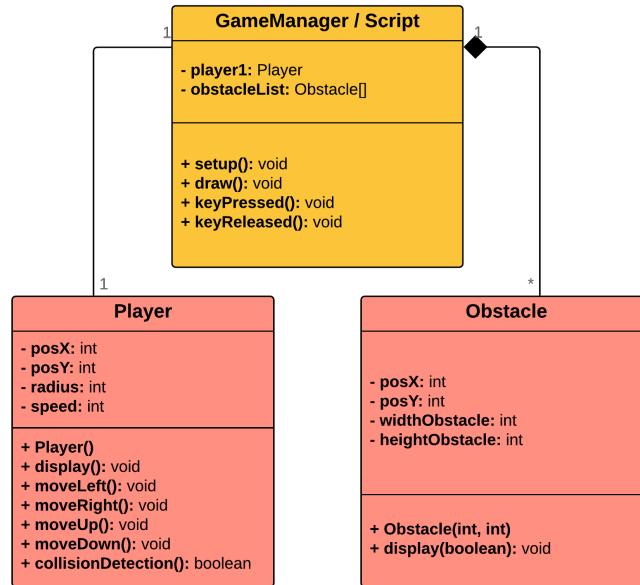 GameManager / Script
1
1
- player1: Player
- obstacleList: Obstacle[]
+ setup(): void
+ draw(): void
+ keyPressed(): void
+ keyReleased(): void
1
*
Player
- posX: int
- posY: int
- radius: int
- speed: int
+ Player()
+ display(): void
+ moveLeft(): void
+ moveRight(): void
+ moveUp(): void
+ moveDown(): void
+ collisionDetection(): boolean
Obstacle
- posX: int
- posY: int
- widthObstacle: int
- heightObstacle: int
+ Obstacle(int, int)
+ display(boolean): void